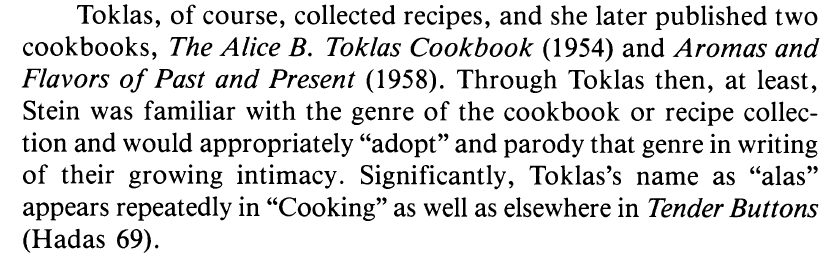 Toklas, of course, collected recipes, and she later published two
cookbooks, The Alice B. Toklas Cookbook (1954) and Aromas and
Flavors of Past and Present (1958). Through Toklas then, at least,
Stein was familiar with the genre of the cookbook or recipe collec-
tion and would appropriately “adopt” and parody that genre in writing
of their growing intimacy. Significantly, Toklas’s name as “alas”
appears repeatedly in “Cooking” as well as elsewhere in Tender Buttons
(Hadas 69).